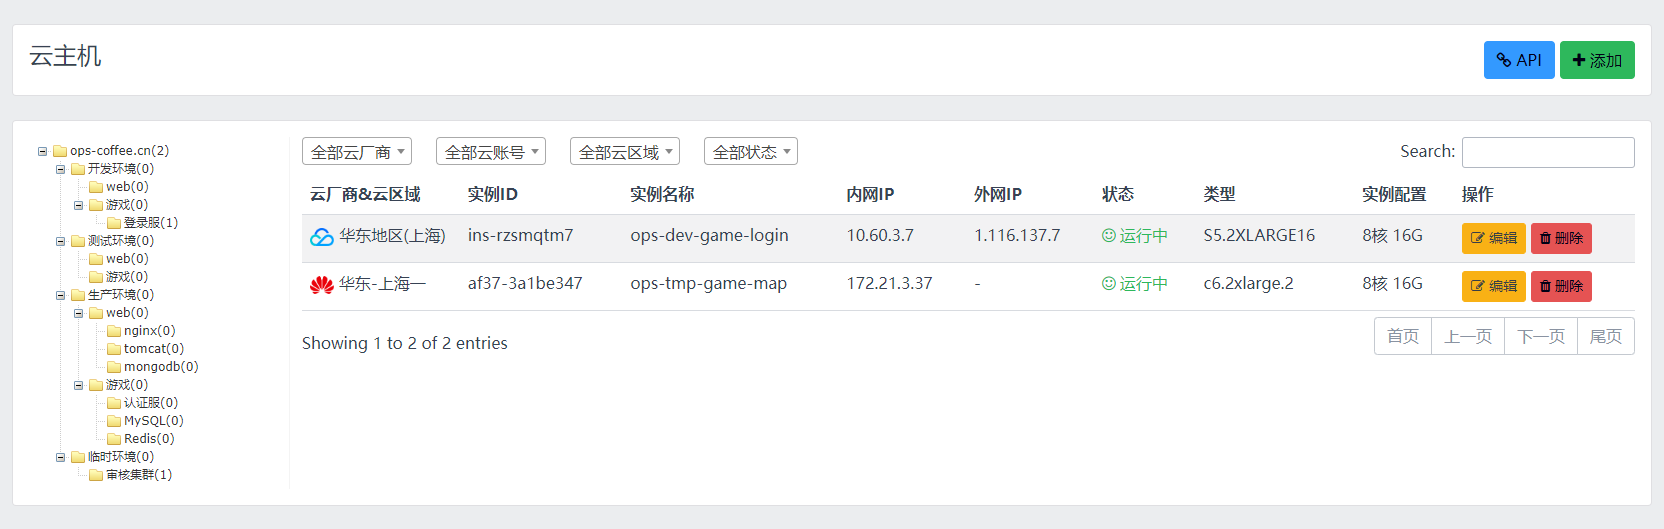 云主机
API 添加
ops-coffee.cn(2)
开发环境(0)
web(0)
游戏(0)
登录服(1)
测试环境(0)
web(0)
游戏(0)
生产环境(0)
web(0)
nginx(0)
tomcat(0)
mongodb(0)
游戏(0)
认证服(0)
MySQL(0)
Redis(0)
临时环境(0)
审核集群(1)
全部云厂商 全部云账号 全部云区域 全部状态 Search:
云厂商&云区域 实例ID 实例名称 内网IP 外网IP 状态 类型 实例配置 操作
华东地区(上海) ins-rzsmqtm7 ops-dev-game-login 10.60.3.7 1.116.137.7 运行中 S5.2XLARGE16 8核 16G 编辑 删除
华东-上海一 af37-3a1be347 ops-tmp-game-map 172.21.3.37 - 运行中 c6.2xlarge.2 8核 16G 编辑 删除
Showing 1 to 2 of 2 entries 首页 上一页 下一页 尾页